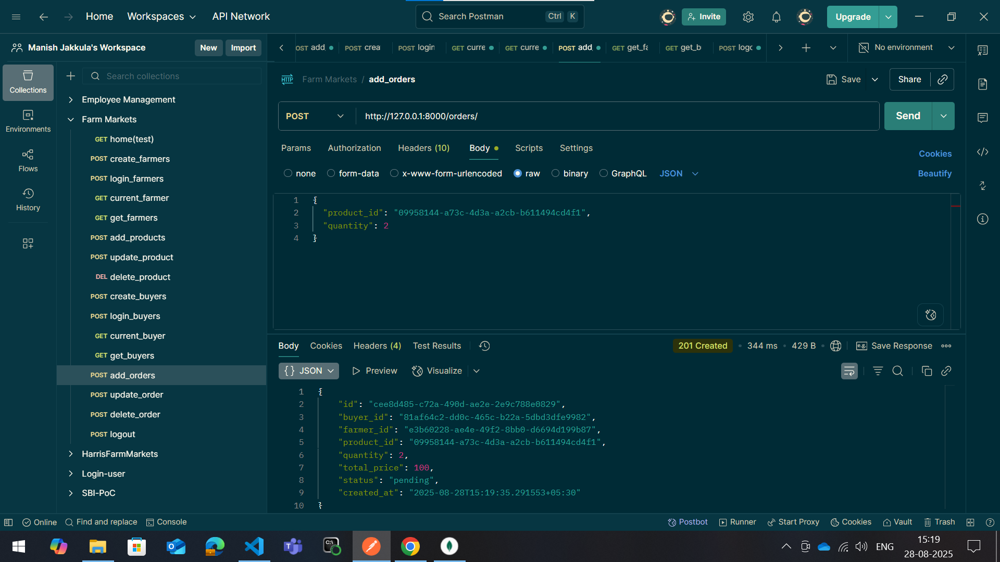 Home
Workspaces
API Network
Search Postman
Ctrl
K
Invite
Upgrade
Manish Jakkula's Workspace
New
Import
OST add_
POST crea
POST login
GET curre
GET curre
POST add_
GET get_fa
GET get_b
POST logo
No environment
Collections
Environments
Flows
History
Search collections
Employee Management
Farm Markets
GET home(test)
POST create_farmers
POST login_farmers
GET current_farmer
GET get_farmers
POST add_products
POST update_product
DEL delete_product
POST create_buyers
POST login_buyers
GET current_buyer
GET get_buyers
POST add_orders
POST update_order
POST delete_order
POST logout
HarrisFarmMarkets
Login-user
SBI-PoC
HTTP
Farm Markets / add_orders
Save
Share
POST
http://127.0.0.1:8000/orders/
Send
Params
Authorization
Headers (10)
Body
Scripts
Settings
Cookies
none
form-data
x-www-form-urlencoded
raw
binary
GraphQL
JSON
Beautify
1 {
2 "product_id": "09958144-a73c-4d3a-a2cb-b611494cd4f1",
3 "quantity": 2
4 }
Body
Cookies
Headers (4)
Test Results
201 Created
344 ms
429 B
e.g.
Save Response
{} JSON
Preview
Visualize
1 {
2 "id": "cee8d485-c72a-490d-ae2e-2e9c788e0829",
3 "buyer_id": "81af64c2-dd0c-465c-b22a-5dbd3dfe9982",
4 "farmer_id": "e3b60228-ae4e-49f2-8bb0-d6694d199b87",
5 "product_id": "09958144-a73c-4d3a-a2cb-b611494cd4f1",
6 "quantity": 2,
7 "total_price": 100,
8 "status": "pending",
9 "created_at": "2025-08-28T15:19:35.291553+05:30"
10 }
Online
Find and replace
Console
Postbot
Runner
Start Proxy
Cookies
Vault
Trash
ENG
15:19
28-08-2025